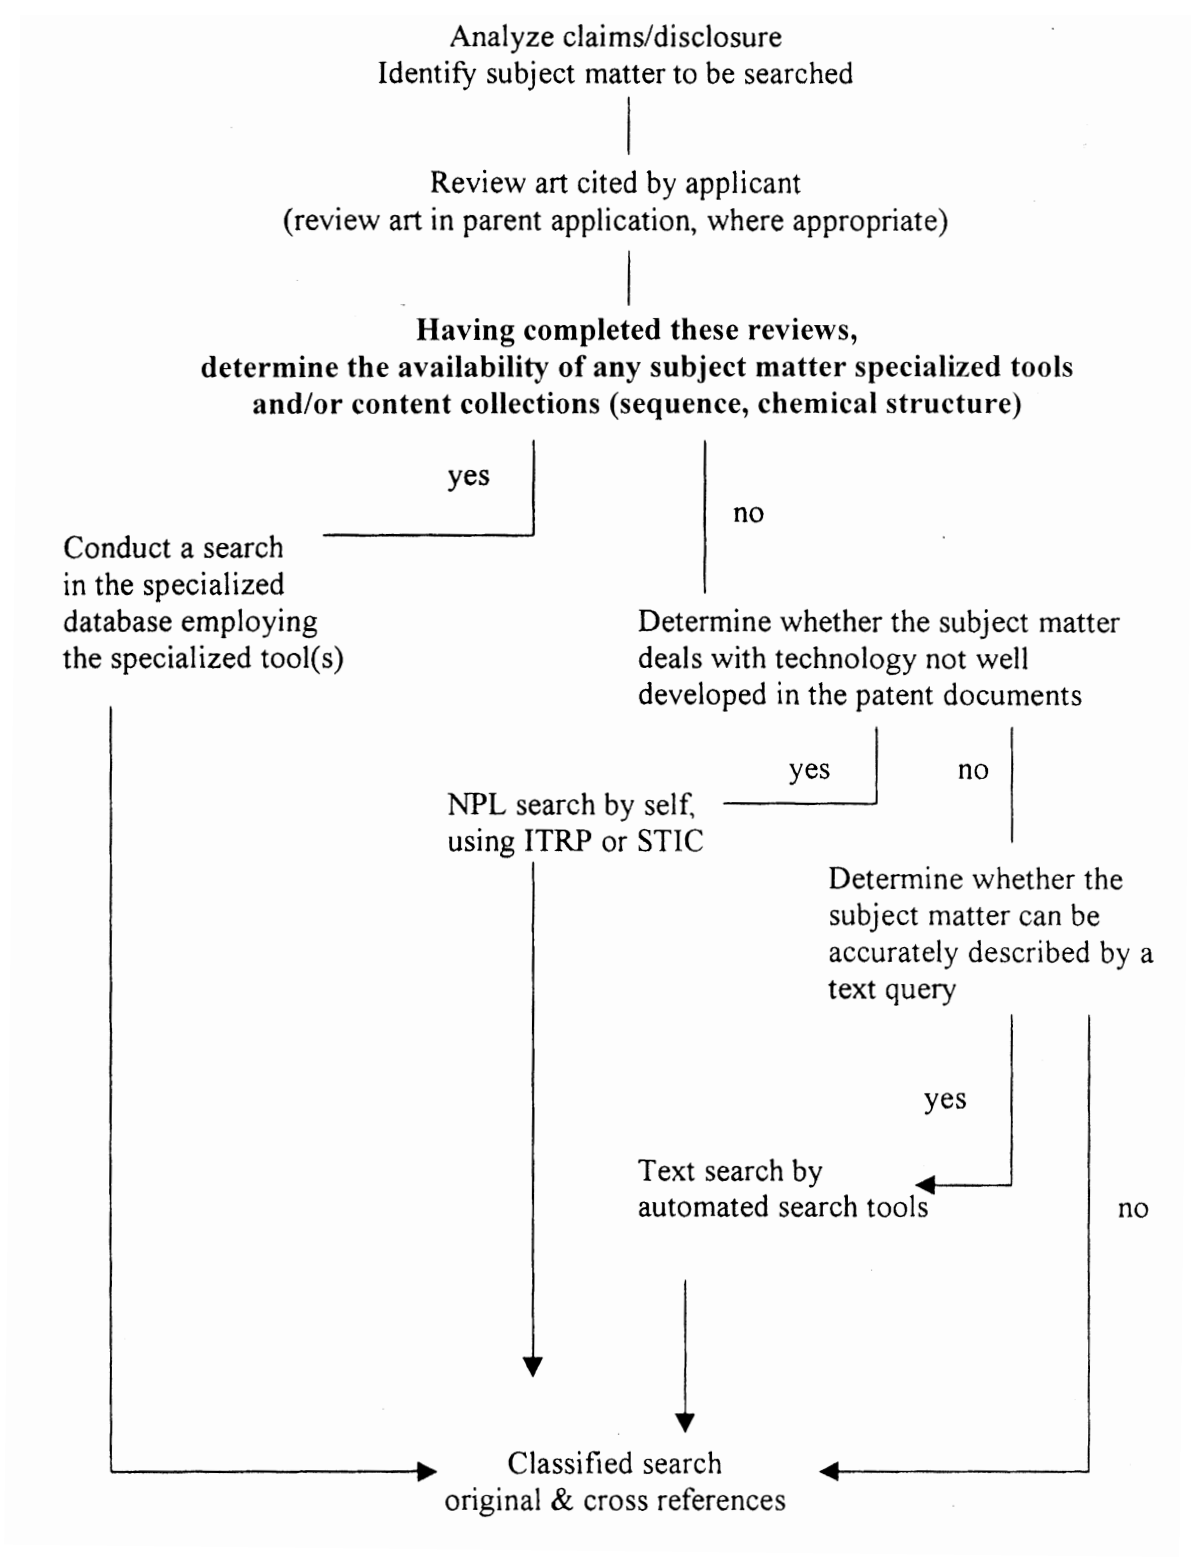 Analyze claims/disclosure
Identify subject matter to be searched
Review art cited by applicant
(review art in parent application, where appropriate)
Having completed these reviews,
determine the availability of any subject matter specialized tools
and/or content collections (sequence, chemical structure)
yes
no
Conduct a search
in the specialized
database employing
the specialized tool(s)
Determine whether the subject matter
deals with technology not well
developed in the patent documents
yes
no
NPL search by self,
using ITRP or STIC
Determine whether the
subject matter can be
accurately described by a
text query
yes
Text search by
automated search tools
no
Classified search
original & cross references